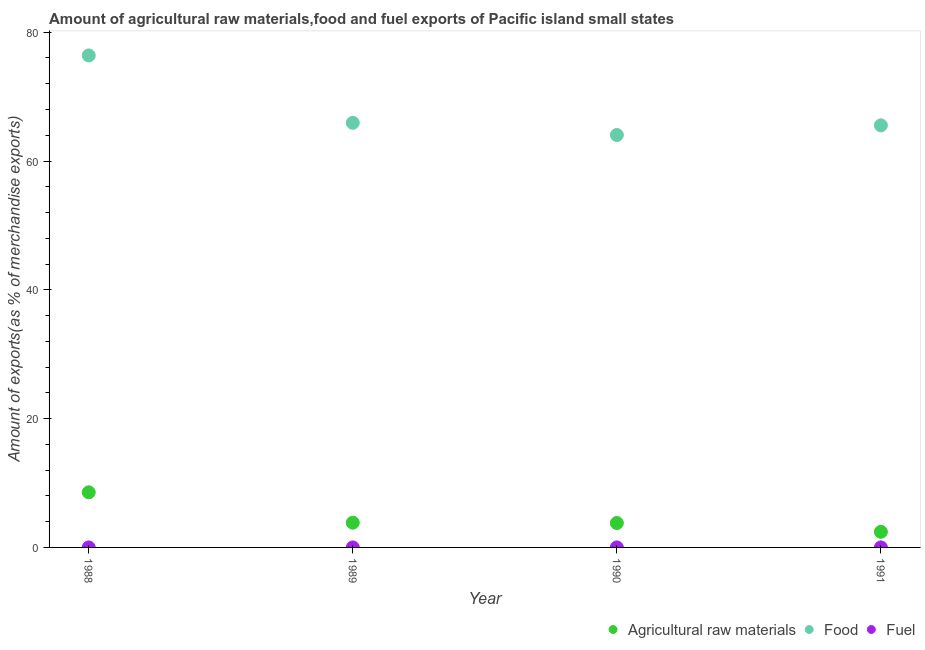 Amount of agricultural raw materials,food and fuel exports of Pacific island small states
Amount of exports(as % of merchandise exports)
80
60
40
20
0
1988
1989
1990
1991
Year
Agricultural raw materials
Food
Fuel